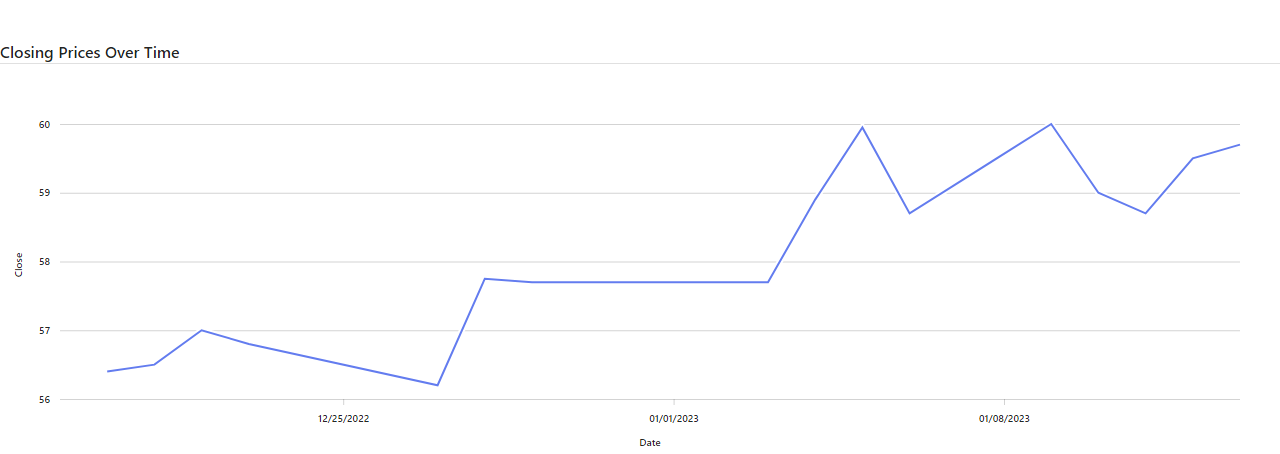 Closing Prices Over Time
60
59
58
57
56
Close
12/25/2022
01/01/2023
01/08/2023
Date